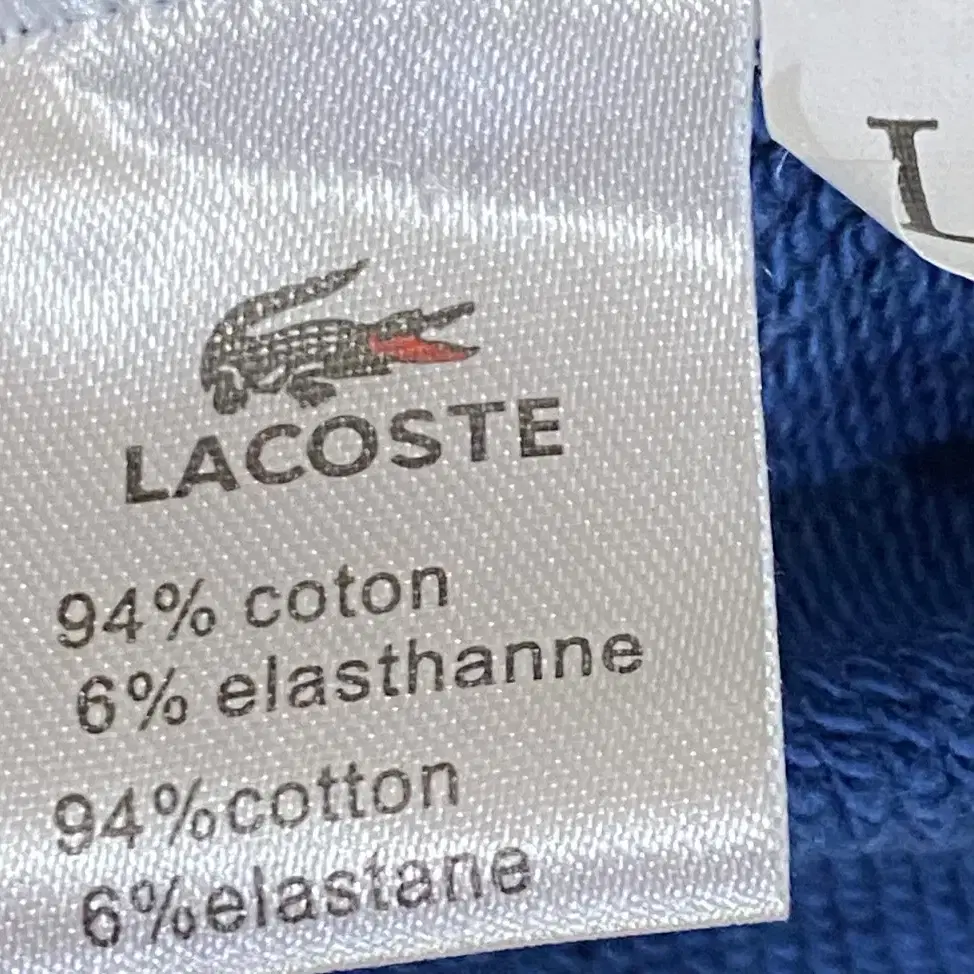 LACOSTE
94% coton
6% elasthanne
94%cotton
6%elastane
L